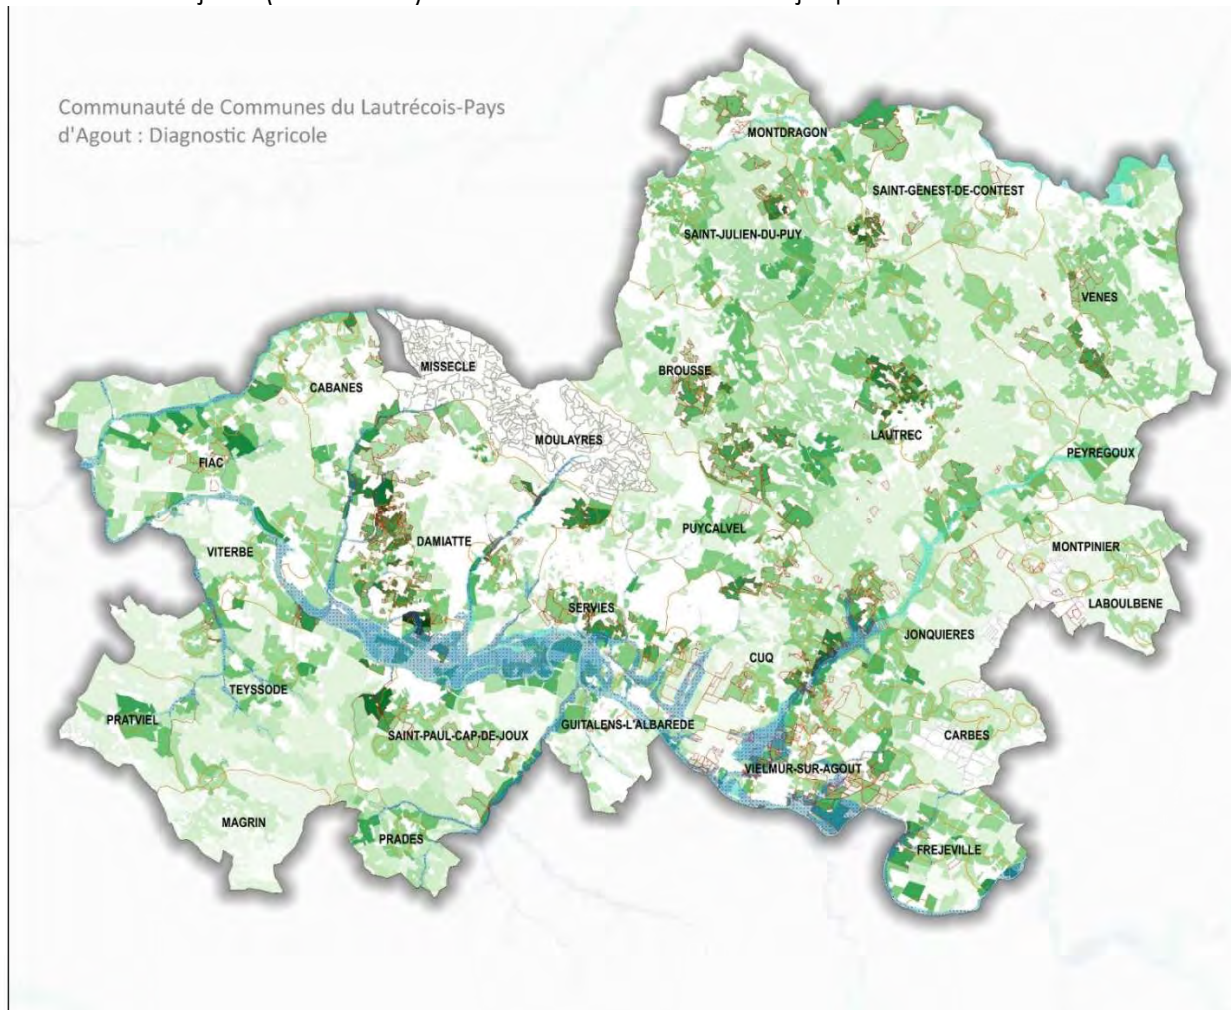 Communauté de Communes du Lautrécois-Pays
d'Agout : Diagnostic Agricole
MONTDRAGON
SAINT-GENEST-DE-CONTEST
SAINT-JULIEN-DU-PUY
VENES
MISSECLE
BROUSSE
CABANES
LAUTREC
MOULAYRES
PEYREGOUX
FIAC
PUYCALVEL
DAMIATTE
MONTPINIER
VITERBE
LABOULBENE
SERVIES
JONQUIERES
CUQ
TEYSSODE
PRATVIEL
GUITALENS-L'ALBAREDE
SAINT-PAUL-CAP-DE-JOUX
CARBES
VIELMUR-SUR-AGOUT
MAGRIN
PRADES
FREJEVILLE